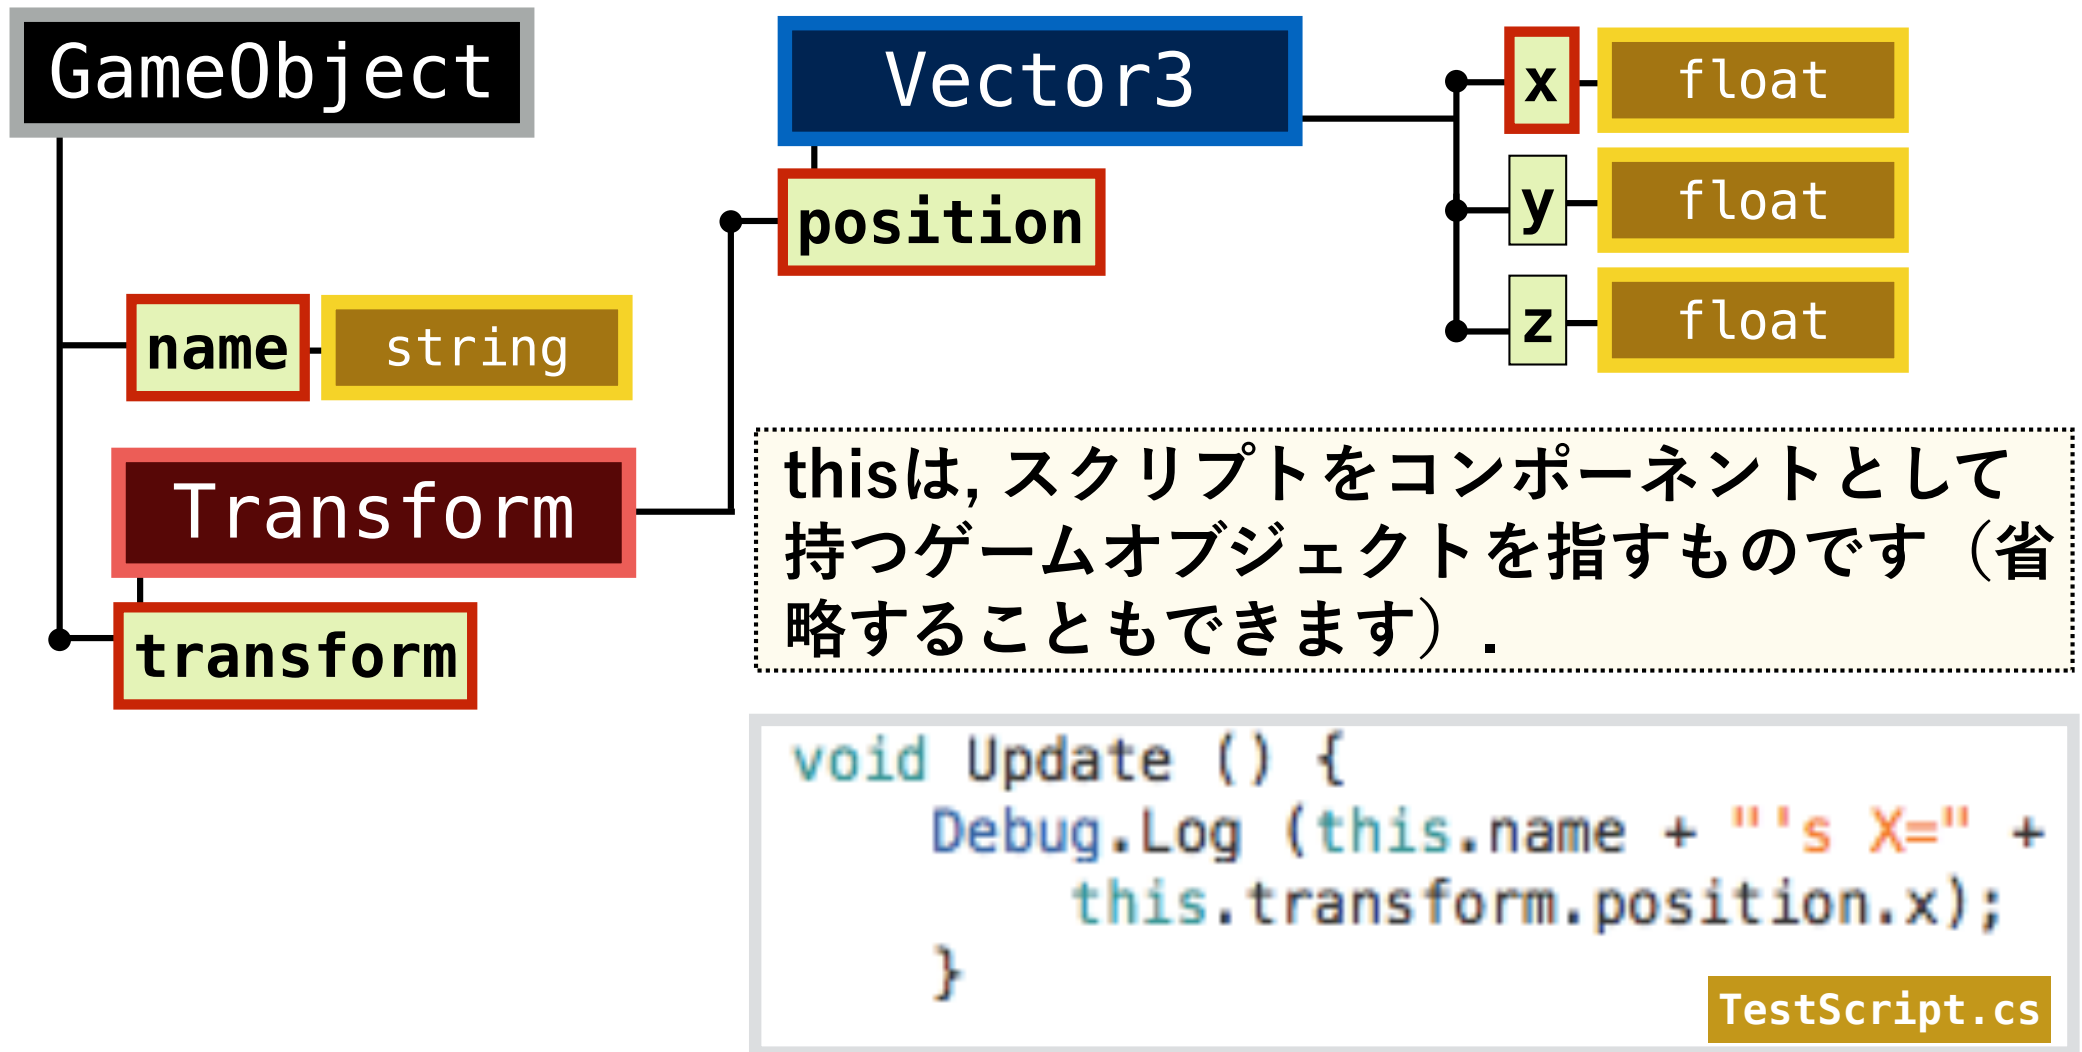 GameObject
name
string
Transform
transform
Vector3
position
x
float
y
float
z
float
thisは, スクリプトをコンポーネントとして
持つゲームオブジェクトを指すものです（省
略することもできます）.
void Update () {
Debug.Log (this.name + "'s X=" +
this.transform.position.x);
}
TestScript.cs